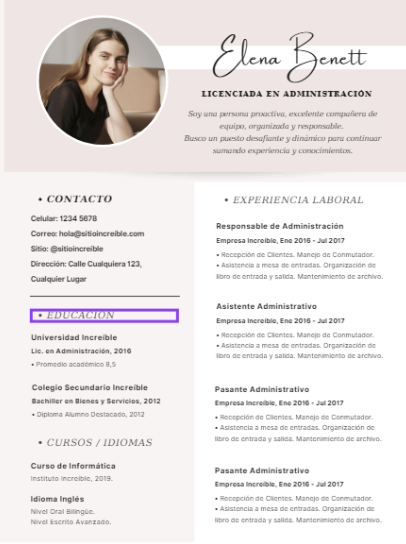 Elena Benett
LICENCIADA EN ADMINISTRACIÓN
Soy una persona proactiva, excelente compañera de
equipo, organizada y responsable.
Busco un puesto desafiante y dinámico para continuar
sumando experiencia y conocimientos.
• CONTACTO
Celular: 1234 5678
Correo: hola@sitioincreible.com
Sitio: @sitioincreible
Dirección: Calle Cualquiera 123,
Cualquier Lugar
• EDUCACIÓN
Universidad Increíble
Lic. en Administración, 2016
• Promedio académico 8,5
Colegio Secundario Increíble
Bachiller en Bienes y Servicios, 2012
• Diploma Alumno Destacado, 2012
• CURSOS / IDIOMAS
Curso de Informática
Instituto Increíble, 2019.
Idioma Inglés
Nivel Oral Bilingüe.
Nivel Escrito Avanzado.
• EXPERIENCIA LABORAL
Responsable de Administración
Empresa Increíble, Ene 2016 - Jul 2017
• Recepción de Clientes. Manejo de Conmutador.
• Asistencia a mesa de entradas. Organización de
libro de entrada y salida. Mantenimiento de archivo.
Asistente Administrativo
Empresa Increíble, Ene 2016 - Jul 2017
• Recepción de Clientes. Manejo de Conmutador.
• Asistencia a mesa de entradas. Organización de
libro de entrada y salida. Mantenimiento de archivo.
Pasante Administrativo
Empresa Increíble, Ene 2016 - Jul 2017
• Recepción de Clientes. Manejo de Conmutador.
• Asistencia a mesa de entradas. Organización de
libro de entrada y salida. Mantenimiento de archivo.
Pasante Administrativo
Empresa Increíble, Ene 2016 - Jul 2017
• Recepción de Clientes. Manejo de Conmutador.
• Asistencia a mesa de entradas. Organización de
libro de entrada y salida. Mantenimiento de archivo.